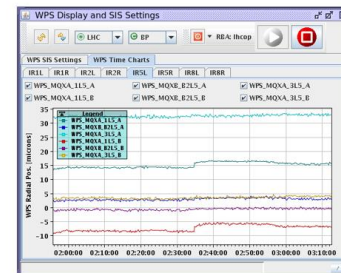 WPS Display and SIS Settings
LHC
BP
RBA: lhcop
WPS SIS Settings
WPS Time Charts
IR1L IR1R IR2L IR2R IR5L IR5R IR8L IR8R
WPS_MQXA_1L5_A WPS_MQXB_B2L5_A WPS_MQXA_3L5_A
WPS_MQXA_1L5_B WPS_MQXB_B2L5_B WPS_MQXA_3L5_B
Legend
WPS_MQXA_1L5_A
WPS_MQXB_B2L5_A
WPS_MQXA_3L5_A
WPS_MQXA_1L5_B
WPS_MQXB_B2L5_B
WPS_MQXA_3L5_B
WPS Radial Pos. [microns]
35
30
25
20
15
10
5
0
-5
-10
02:00:00 02:10:00 02:20:00 02:30:00 02:40:00 02:50:00 03:00:00 03:10:00